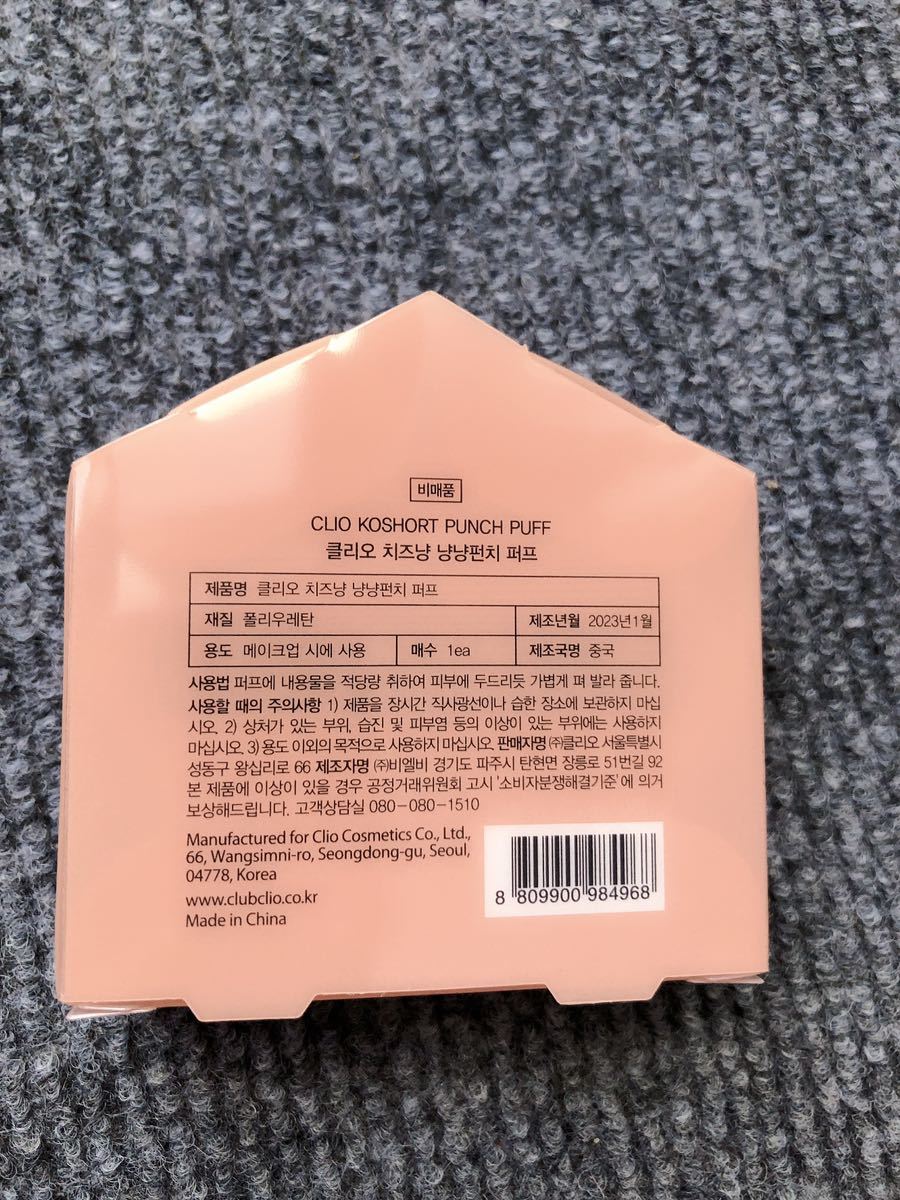 비매품
CLIO KOSHORT PUNCH PUFF
클리오 치즈냥 냥냥펀치 퍼프
제품명 클리오 치즈냥 냥냥펀치 퍼프
재질 폴리우레탄 제조년월 2023년1월
용도 메이크업 시에 사용 매수 1ea 제조국명 중국
사용법 퍼프에 내용물을 적당량 취하여 피부에 두드리듯 가볍게 펴 발라 줍니다.
사용할 때의 주의사항 1) 제품을 장시간 직사광선이나 습한 장소에 보관하지 마십
시오. 2) 상처가 있는 부위, 습진 및 피부염 등의 이상이 있는 부위에는 사용하지
마십시오. 3) 용도 이외의 목적으로 사용하지 마십시오. 판매자명 ㈜클리오 서울특별시
성동구 왕십리로 66 제조자명 ㈜비엘비 경기도 파주시 탄현면 장릉로 51번길 92
본 제품에 이상이 있을 경우 공정거래위원회 고시 '소비자분쟁해결기준'에 의거
보상해드립니다. 고객상담실 080-080-1510
Manufactured for Clio Cosmetics Co., Ltd.,
66, Wangsimni-ro, Seongdong-gu, Seoul,
04778, Korea
www.clubclio.co.kr
Made in China
8 809900 984968